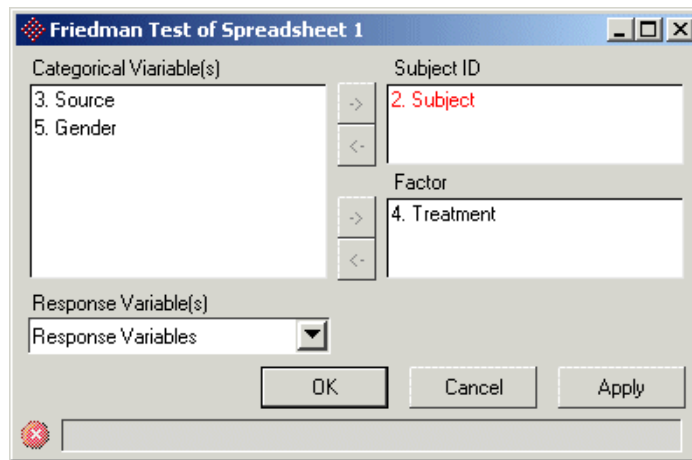 Friedman Test of Spreadsheet 1
Categorical Viariable(s)
3. Source
5. Gender
->
<-
Subject ID
2. Subject
Factor
->
<-
4. Treatment
Response Variable(s)
Response Variables
OK
Cancel
Apply